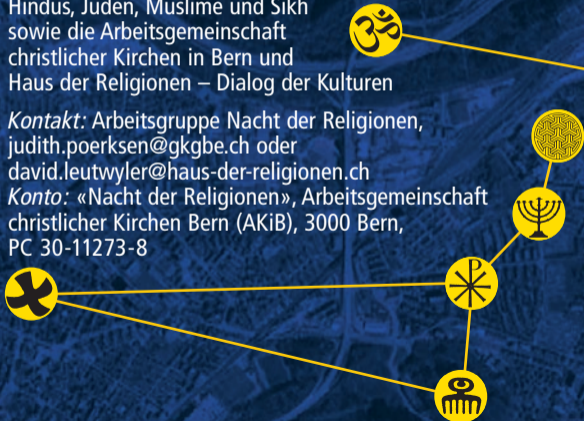 Hindus, Juden, Muslime und Sikh
sowie die Arbeitsgemeinschaft
christlicher Kirchen in Bern und
Haus der Religionen – Dialog der Kulturen
Kontakt: Arbeitsgruppe Nacht der Religionen,
judith.poerksen@gkgbe.ch oder
david.leutwyler@haus-der-religionen.ch
Konto: «Nacht der Religionen», Arbeitsgemeinschaft
christlicher Kirchen Bern (AKiB), 3000 Bern,
PC 30-11273-8